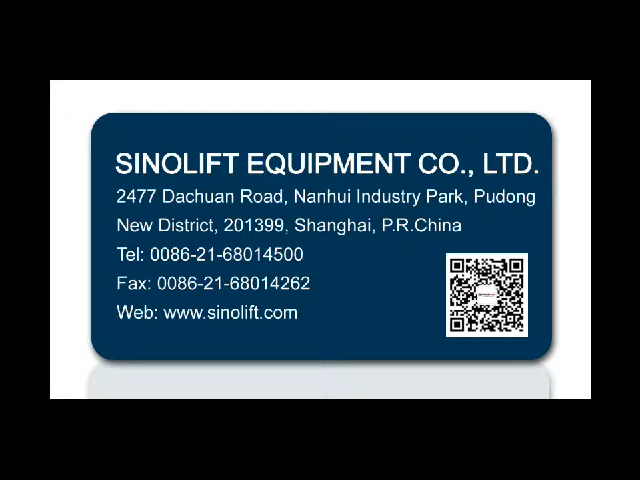 SINOLIFT EQUIPMENT CO., LTD.
2477 Dachuan Road, Nanhui Industry Park, Pudong
New District, 201399, Shanghai, P.R.China
Tel: 0086-21-68014500
Fax: 0086-21-68014262
Web: www.sinolift.com